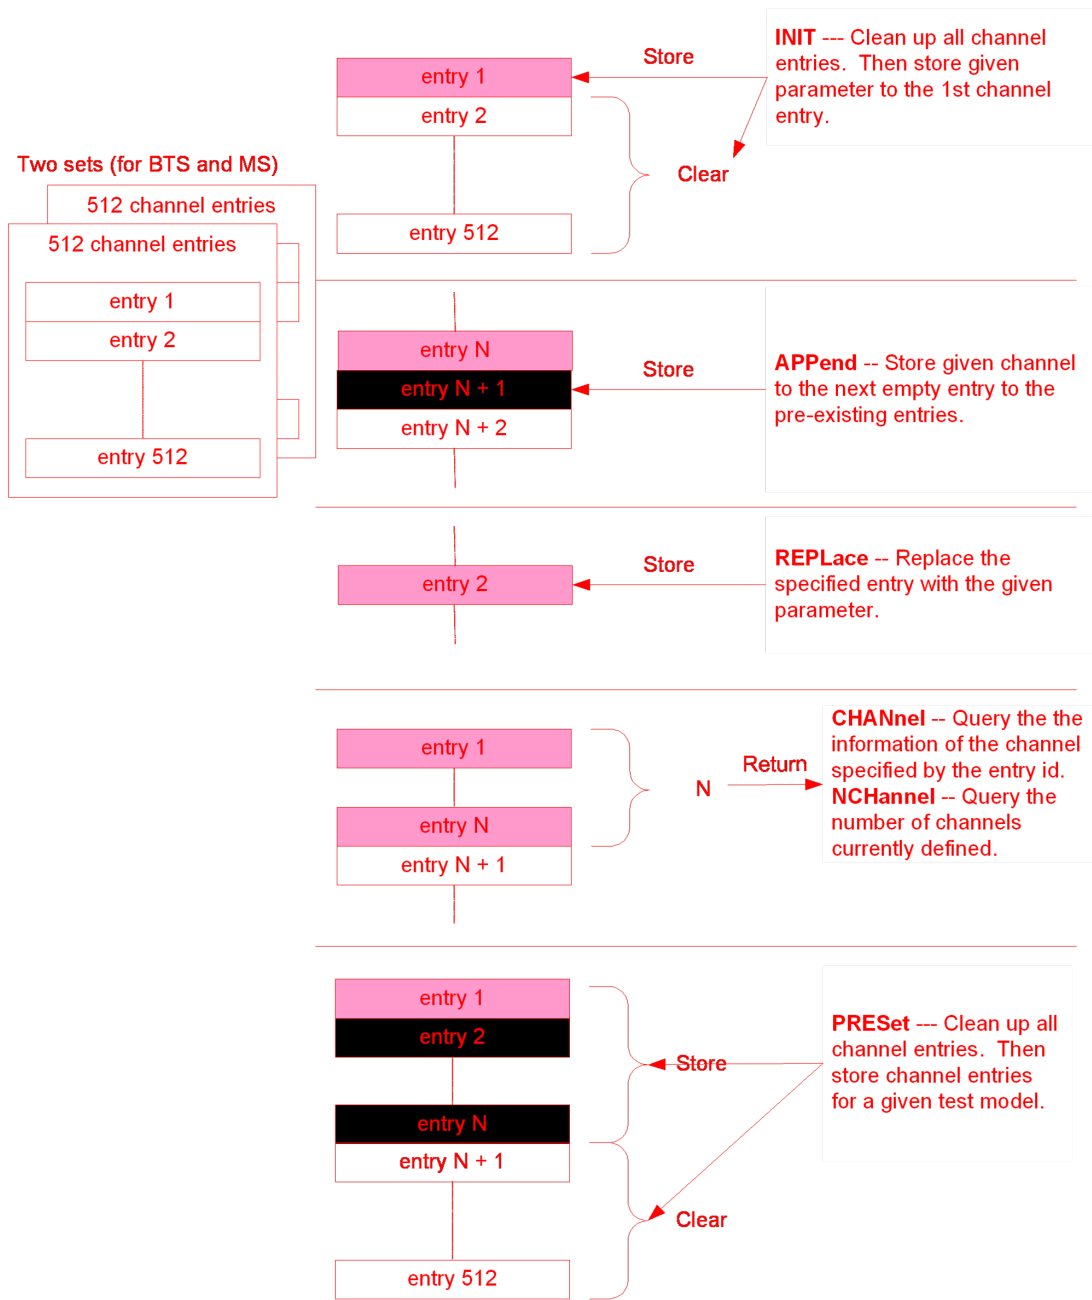 Two sets (for BTS and MS)
512 channel entries
512 channel entries
entry 1
entry 2
entry 512
entry 1
entry 2
entry 512
Store
Clear
INIT --- Clean up all channel
entries. Then store given
parameter to the 1st channel
entry.
entry N
entry N + 1
entry N + 2
Store
APPend -- Store given channel
to the next empty entry to the
pre-existing entries.
entry 2
Store
REPLace -- Replace the
specified entry with the given
parameter.
entry 1
entry N
entry N + 1
N
Return
CHANnel -- Query the the
information of the channel
specified by the entry id.
NCHannel -- Query the
number of channels
currently defined.
entry 1
entry 2
entry N
entry N + 1
entry 512
Store
Clear
PRESet --- Clean up all
channel entries. Then
store channel entries
for a given test model.